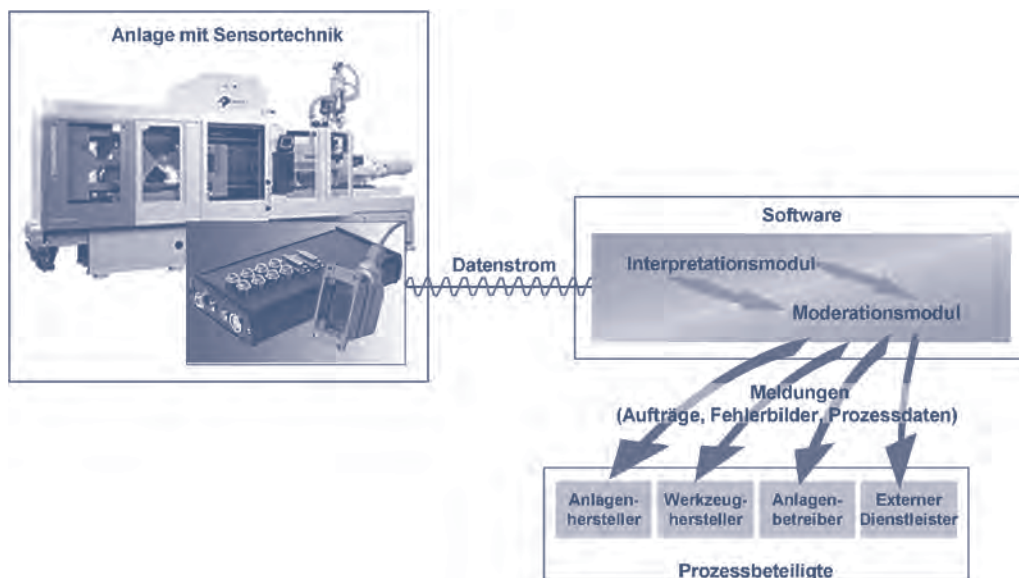 Anlage mit Sensortechnik
Software
Datenstrom
Interpretationsmodul
Moderationsmodul
Meldungen
(Aufträge, Fehlerbilder, Prozessdaten)
Anlagen-
hersteller
Werkzeug-
hersteller
Anlagen-
betreiber
Externer
Dienstleister
Prozessbeteiligte